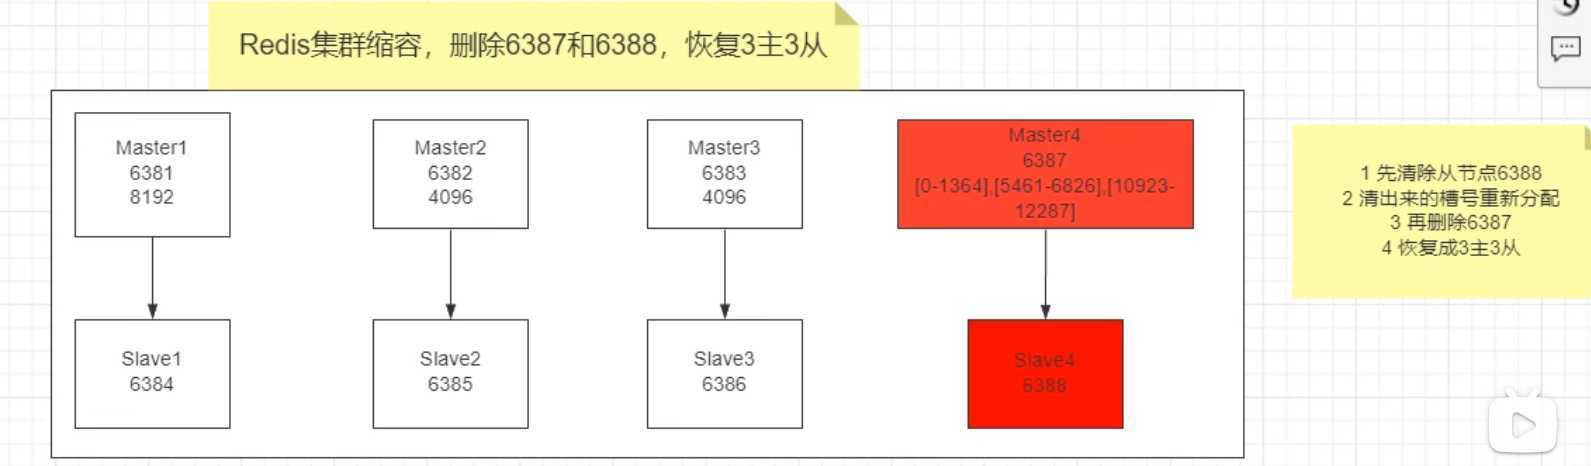 Redis集群缩容，删除6387和6388，恢复3主3从
Master1
6381
8192
Master2
6382
4096
Master3
6383
4096
Master4
6387
[0-1364],[5461-6826],[10923-
12287]
Slave1
6384
Slave2
6385
Slave3
6386
Slave4
6388
1 先清除从节点6388
2 清出来的槽号重新分配
3 再删除6387
4 恢复成3主3从